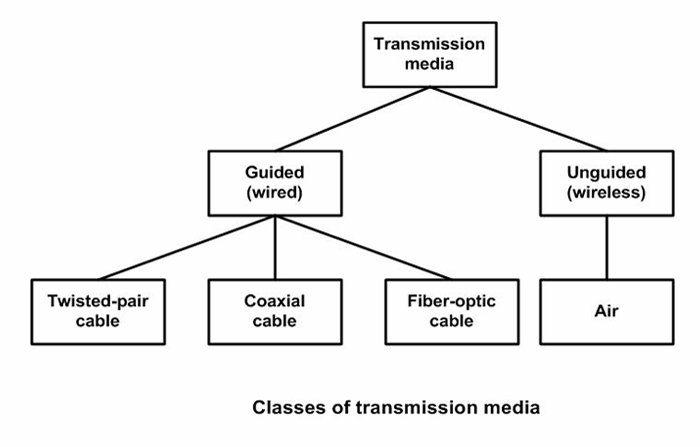 Transmission
media
Guided
(wired)
Unguided
(wireless)
Twisted-pair
cable
Coaxial
cable
Fiber-optic
cable
Air
Classes of transmission media